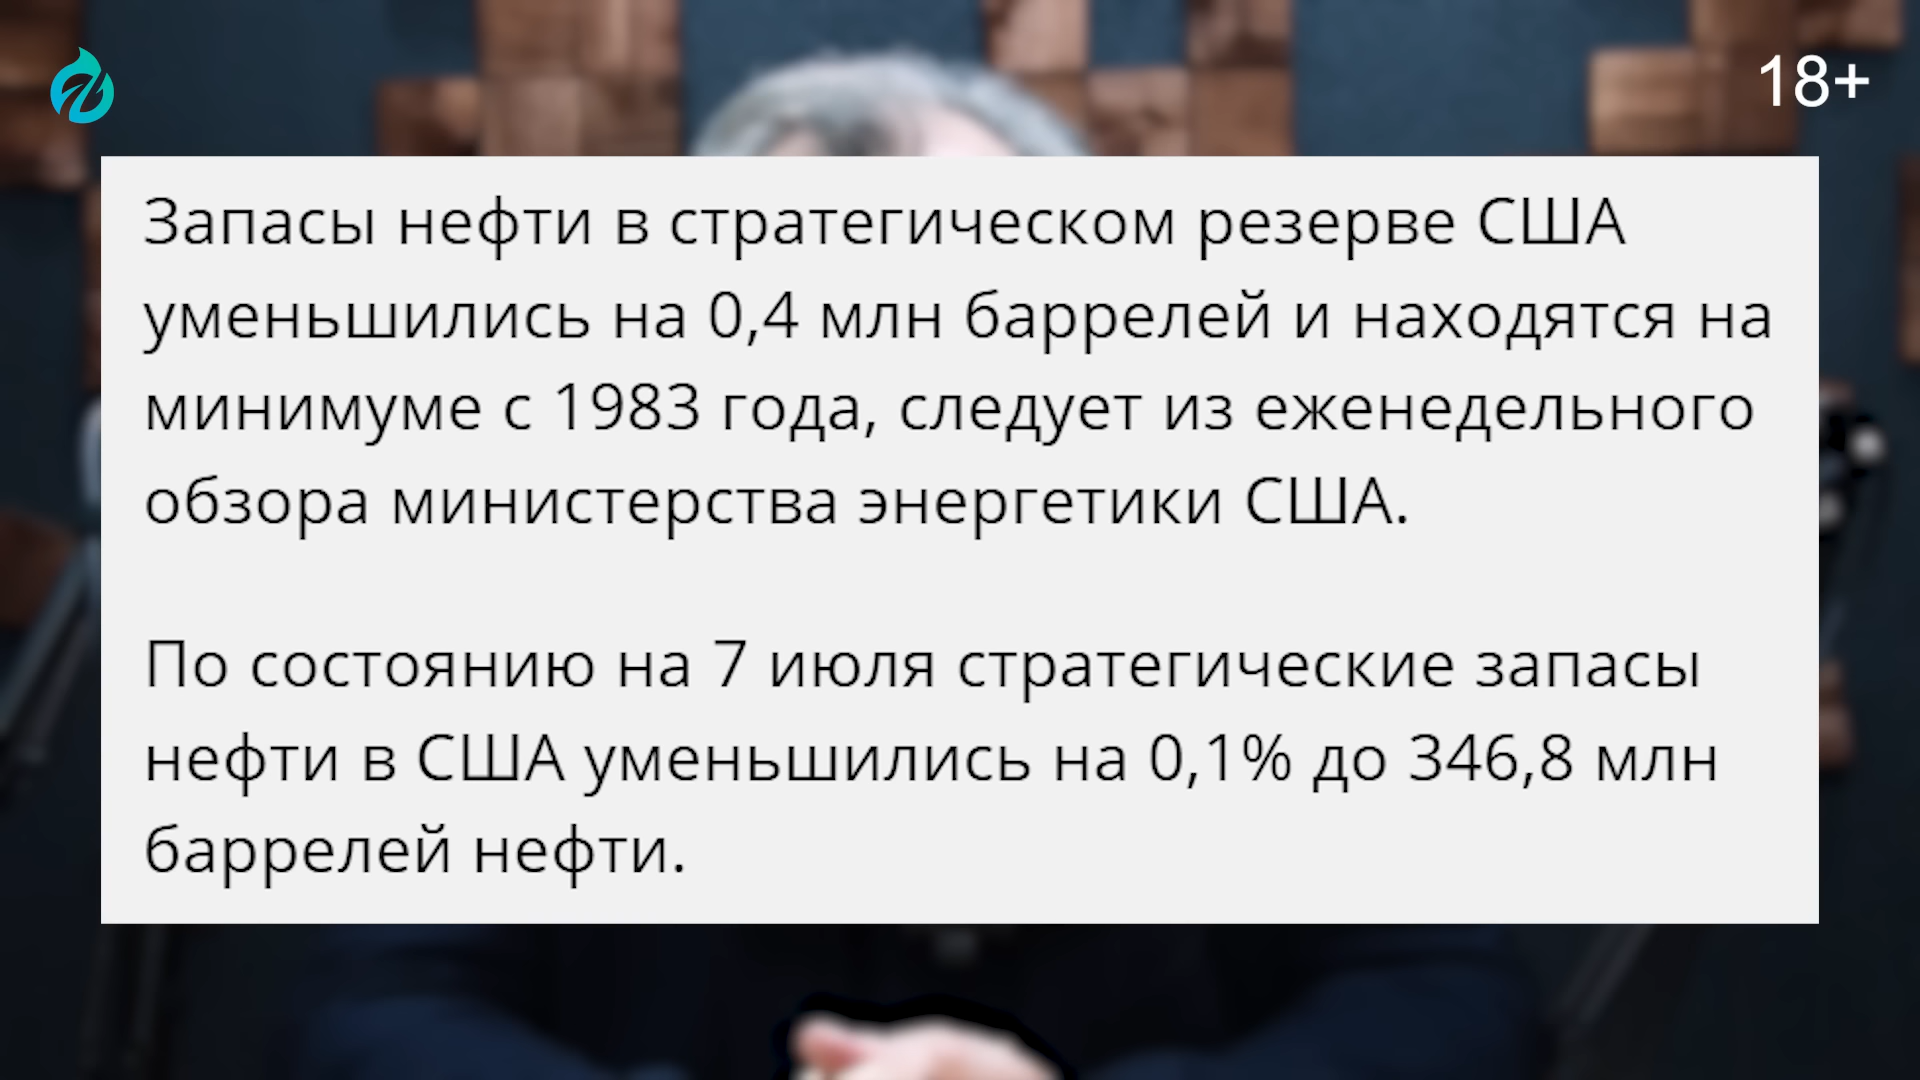 18+
Запасы нефти в стратегическом резерве США
уменьшились на 0,4 млн баррелей и находятся на
минимуме с 1983 года, следует из еженедельного
обзора министерства энергетики США.
По состоянию на 7 июля стратегические запасы
нефти в США уменьшились на 0,1% до 346,8 млн
баррелей нефти.